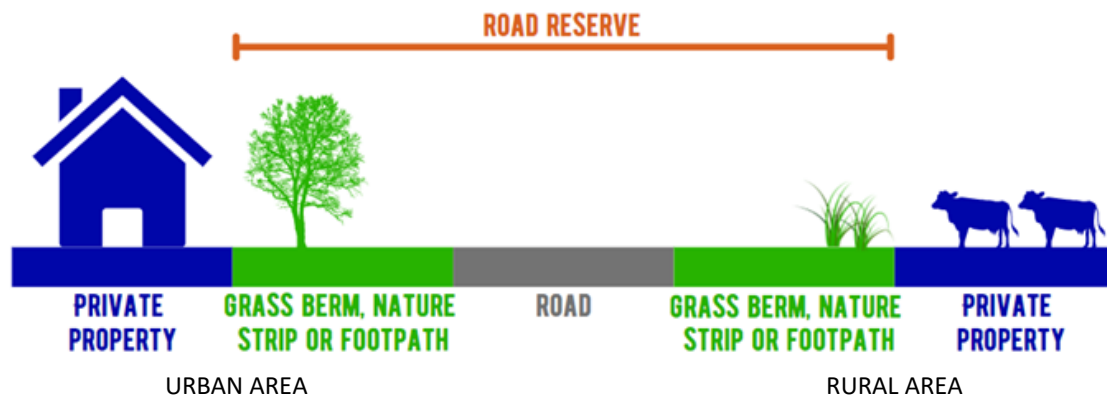 ROAD RESERVE
PRIVATE
PROPERTY
GRASS BERM, NATURE
STRIP OR FOOTPATH
ROAD
GRASS BERM, NATURE
STRIP OR FOOTPATH
PRIVATE
PROPERTY
URBAN AREA
RURAL AREA